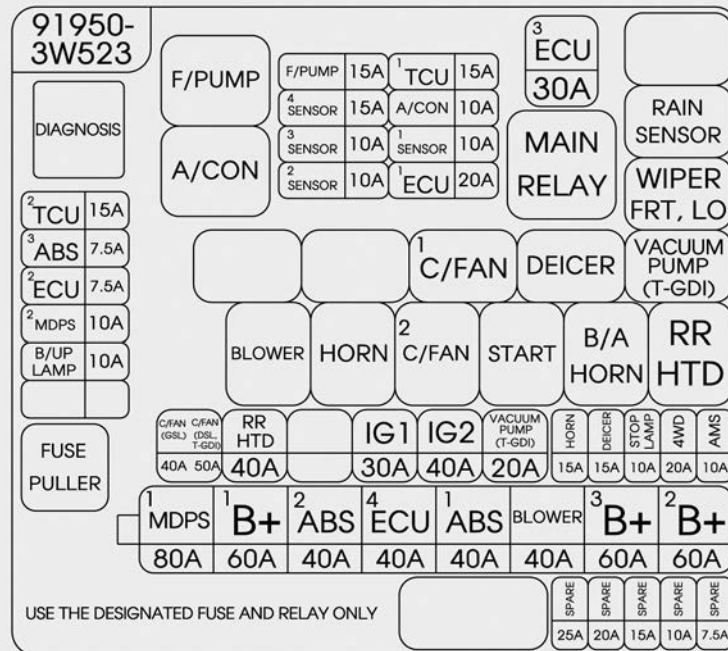 91950-
3W523
DIAGNOSIS
F/PUMP
A/CON
F/PUMP 15A 1 TCU 15A
4 SENSOR 15A A/CON 10A
3 SENSOR 10A 1 SENSOR 10A
2 SENSOR 10A 1 ECU 20A
3
ECU
30A
MAIN
RELAY
RAIN
SENSOR
WIPER
FRT, LO
2 TCU 15A
3 ABS 7.5A
2 ECU 7.5A
2 MDPS 10A
B/UP
LAMP
10A
1 C/FAN
DEICER
VACUUM
PUMP
(T-GDI)
BLOWER
HORN
2
C/FAN
START
B/A
HORN
RR
HTD
FUSE
PULLER
C/FAN
(GSL)
40A
C/FAN
(DSL,
T-GDI)
50A
RR
HTD
40A
IG1
30A
IG2
40A
VACUUM
PUMP
(T-GDI)
20A
HORN
15A
DEICER
15A
STOP
LAMP
10A
4WD
20A
AMS
10A
1 MDPS
80A
1 B+
60A
2 ABS
40A
4 ECU
40A
1 ABS
40A
BLOWER
40A
3 B+
60A
2 B+
60A
USE THE DESIGNATED FUSE AND RELAY ONLY
SPARE
25A
SPARE
20A
SPARE
15A
SPARE
10A
SPARE
7.5A